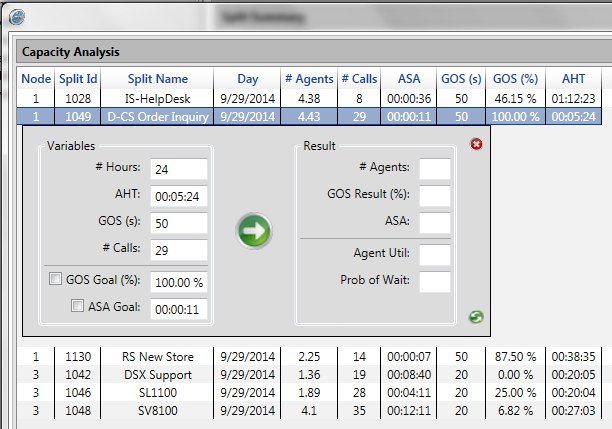 Split Summary
Capacity Analysis
Node Split Id Split Name Day # Agents # Calls ASA GOS (s) GOS (%) AHT
1 1028 IS-HelpDesk 9/29/2014 4.38 8 00:00:36 50 46.15 % 01:12:23
1 1049 D-CS Order Inquiry 9/29/2014 4.43 29 00:00:11 50 100.00 % 00:05:24
Variables Result
# Hours: 24 # Agents:
AHT: 00:05:24 GOS Result (%):
GOS (s): 50 ASA:
# Calls: 29 Agent Util:
GOS Goal (%): 100.00 % Prob of Wait:
ASA Goal: 00:00:11
1 1130 RS New Store 9/29/2014 2.25 14 00:00:07 50 87.50 % 00:38:35
3 1042 DSX Support 9/29/2014 1.36 19 00:08:40 20 0.00 % 00:20:05
3 1046 SL1100 9/29/2014 1.89 28 00:04:11 20 25.00 % 00:20:04
3 1048 SV8100 9/29/2014 4.1 35 00:12:11 20 6.82 % 00:27:03